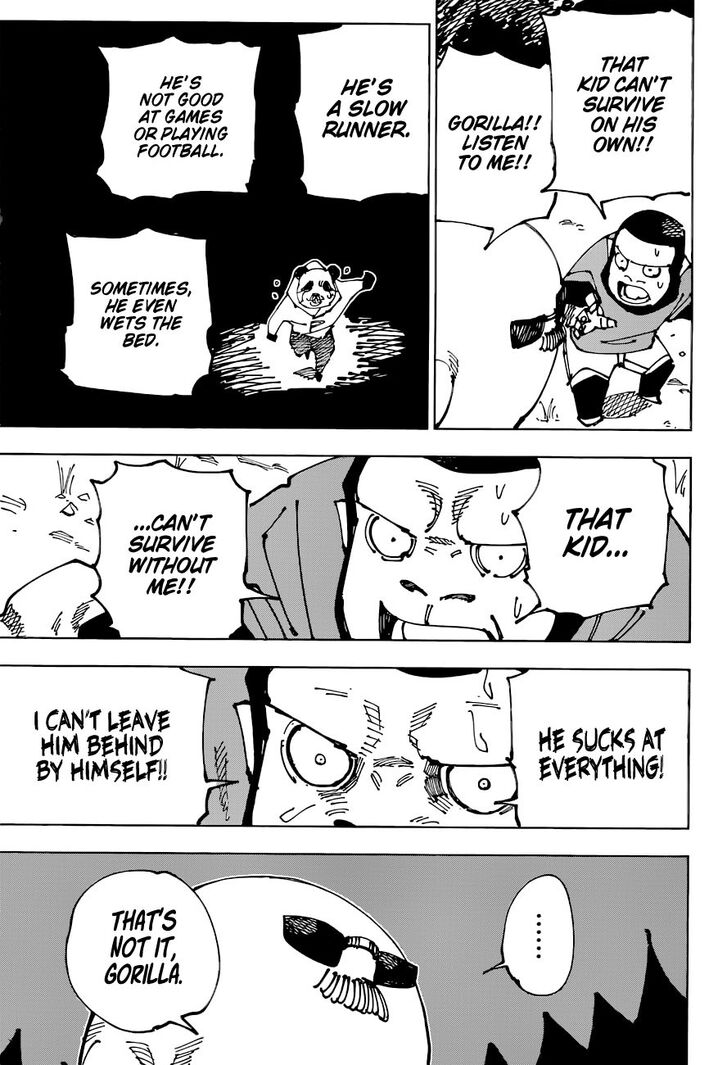 THAT
KID CAN'T
SURVIVE
ON HIS
OWN!!
GORILLA!!
LISTEN
TO ME!!
HE'S
A SLOW
RUNNER.
HE'S
NOT GOOD
AT GAMES
OR PLAYING
FOOTBALL.
SOMETIMES,
HE EVEN
WETS THE
BED.
THAT
KID...
...CAN'T
SURVIVE
WITHOUT
ME!!
HE SUCKS AT
EVERYTHING!
I CAN'T LEAVE
HIM BEHIND
BY HIMSELF!!
......
THAT'S
NOT IT,
GORILLA.